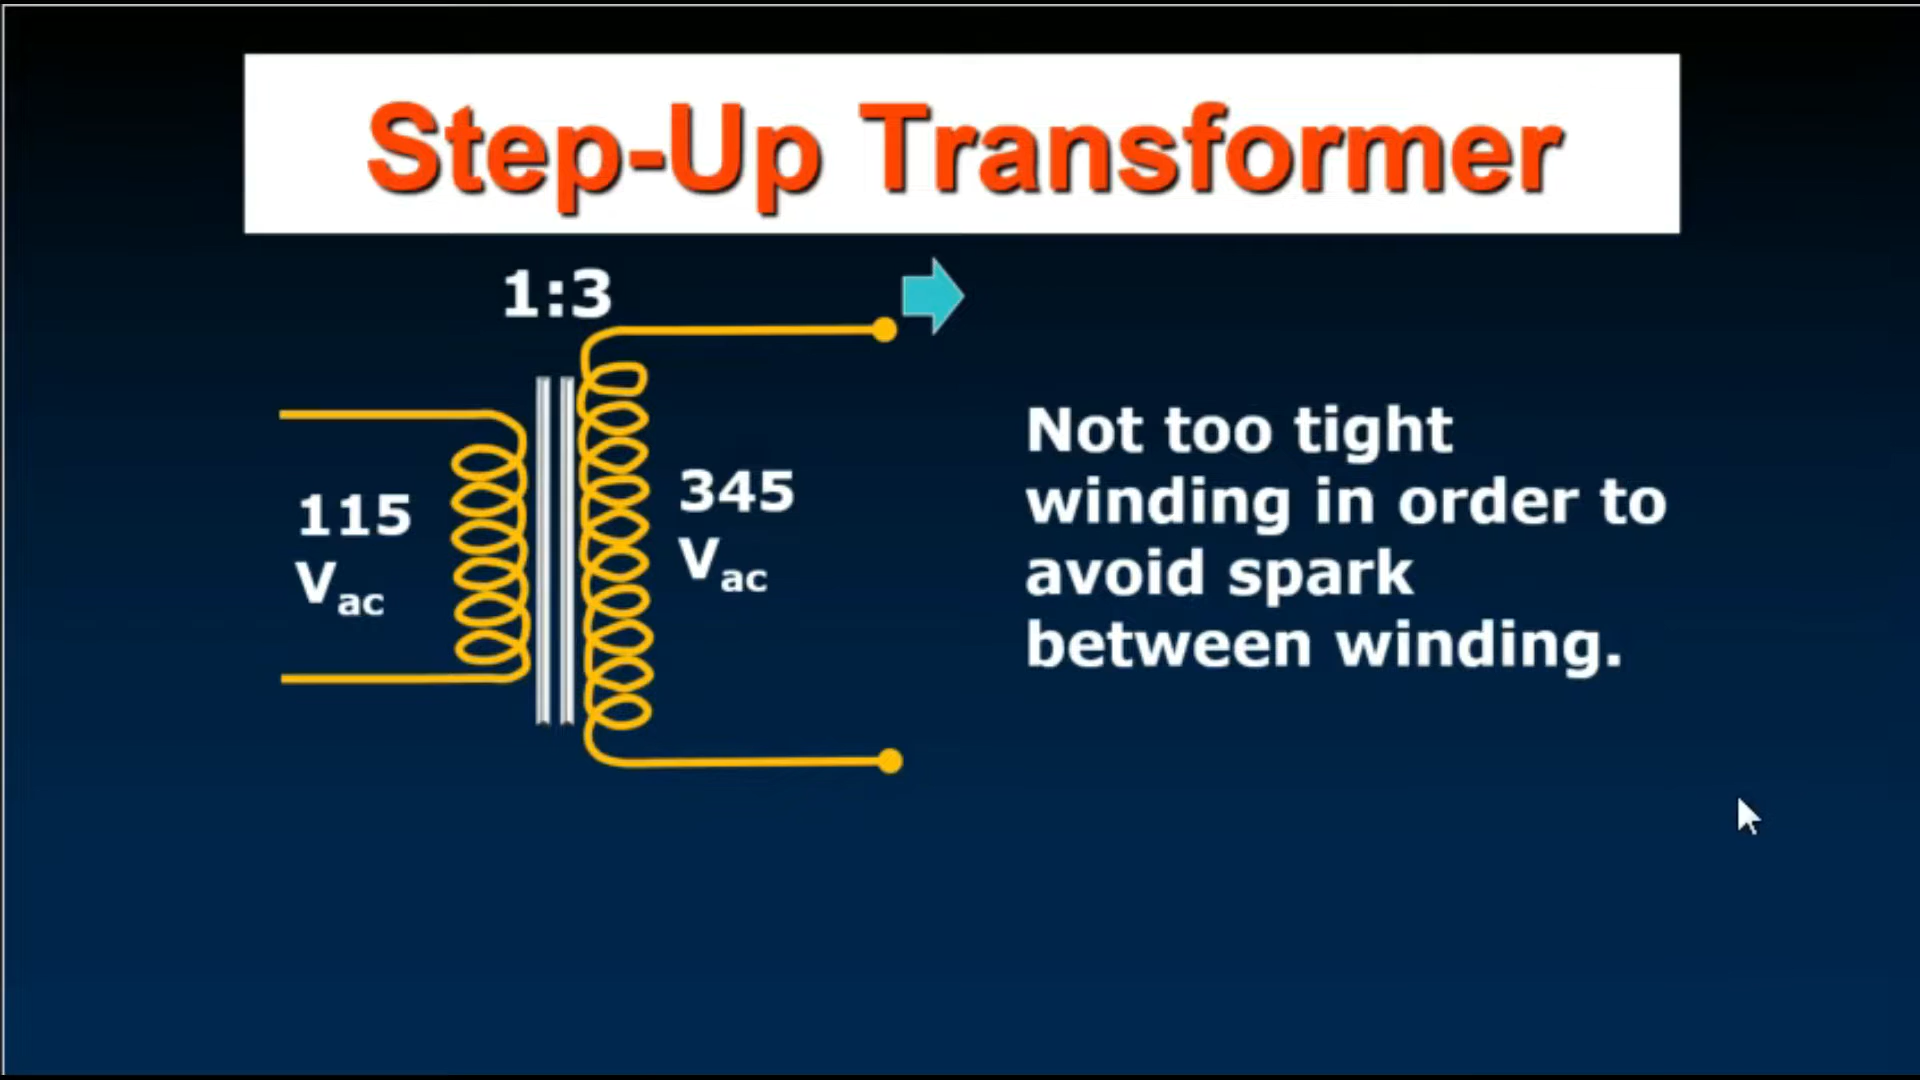 Step-Up Transformer
1:3
115
Vac
345
Vac
Not too tight
winding in order to
avoid spark
between winding.